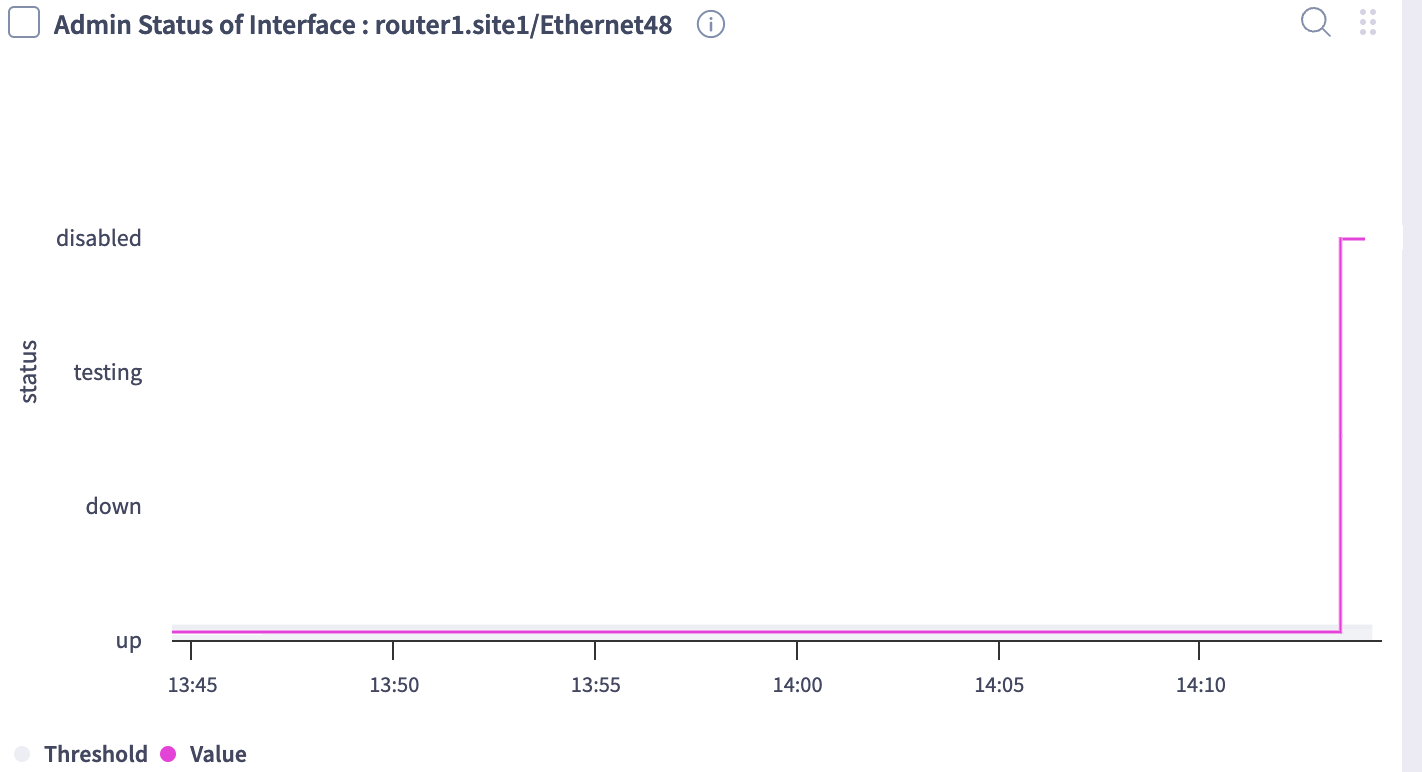 Admin Status of Interface : router1.site1/Ethernet48
disabled
testing
down
up
status
13:45 13:50 13:55 14:00 14:05 14:10
Threshold Value